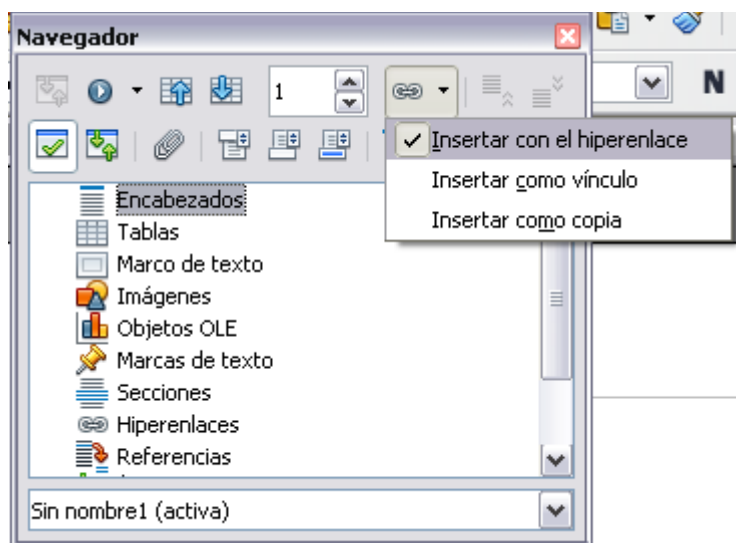 Navegador
N
1
Insertar con el hiperenlace
Insertar como vínculo
Insertar como copia
Encabezados
Tablas
Marco de texto
Imágenes
Objetos OLE
Marcas de texto
Secciones
Hiperenlaces
Referencias
Sin nombre1 (activa)